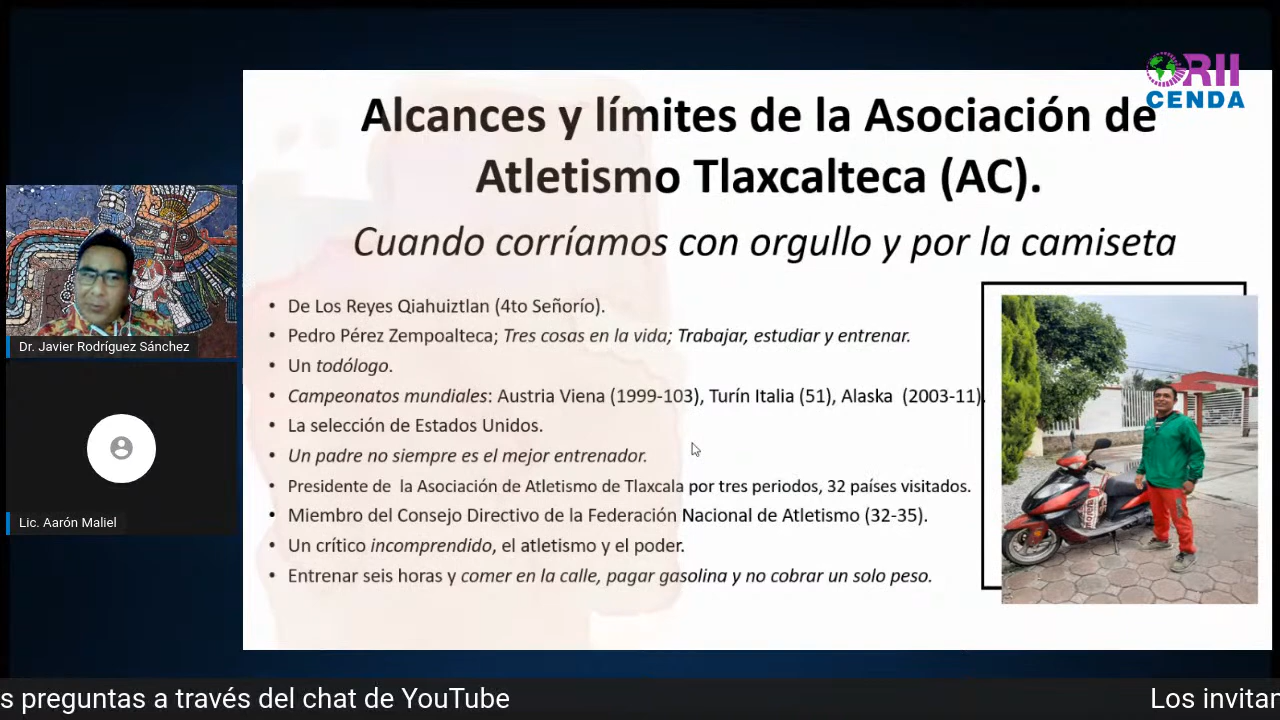 ORII
CENDA
Alcances y límites de la Asociación de
Atletismo Tlaxcalteca (AC).
Cuando corríamos con orgullo y por la camiseta
• De Los Reyes Qiahuiztlan (4to Señorío).
• Pedro Pérez Zempoalteca; Tres cosas en la vida; Trabajar, estudiar y entrenar.
• Un todólogo.
• Campeonatos mundiales: Austria Viena (1999-103), Turín Italia (51), Alaska (2003-11).
• La selección de Estados Unidos.
• Un padre no siempre es el mejor entrenador.
• Presidente de la Asociación de Atletismo de Tlaxcala por tres periodos, 32 países visitados.
• Miembro del Consejo Directivo de la Federación Nacional de Atletismo (32-35).
• Un crítico incomprendido, el atletismo y el poder.
• Entrenar seis horas y comer en la calle, pagar gasolina y no cobrar un solo peso.
Dr. Javier Rodríguez Sánchez
Lic. Aarón Maliel
s preguntas a través del chat de YouTube
Los invitan